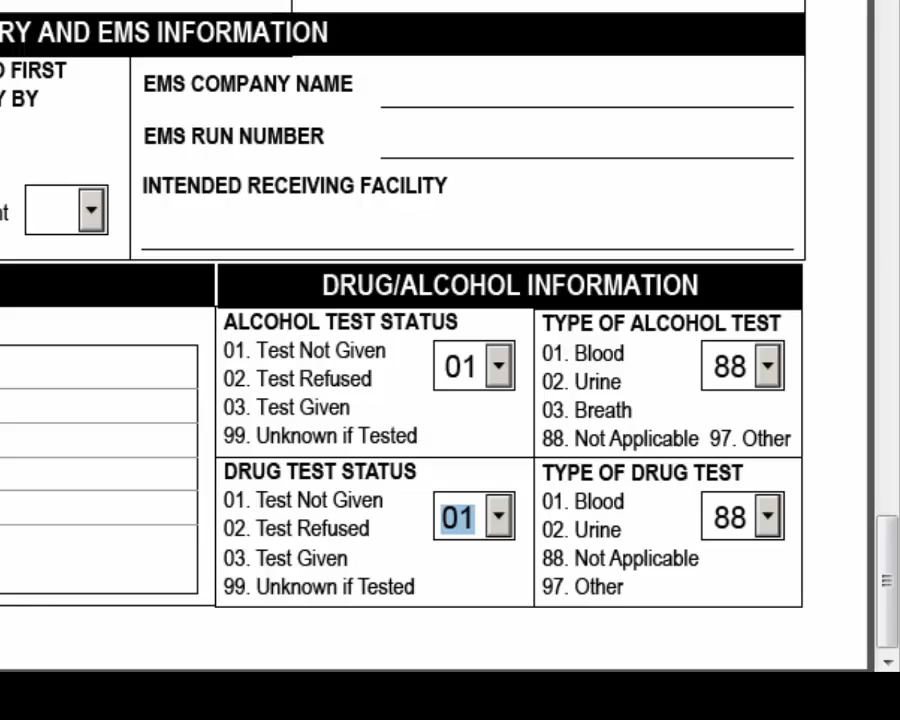 RY AND EMS INFORMATION
D FIRST
Y BY
nt
EMS COMPANY NAME
EMS RUN NUMBER
INTENDED RECEIVING FACILITY
DRUG/ALCOHOL INFORMATION
ALCOHOL TEST STATUS
01. Test Not Given
02. Test Refused
03. Test Given
99. Unknown if Tested
01
TYPE OF ALCOHOL TEST
01. Blood
02. Urine
03. Breath
88. Not Applicable 97. Other
88
DRUG TEST STATUS
01. Test Not Given
02. Test Refused
03. Test Given
99. Unknown if Tested
01
TYPE OF DRUG TEST
01. Blood
02. Urine
88. Not Applicable
97. Other
88